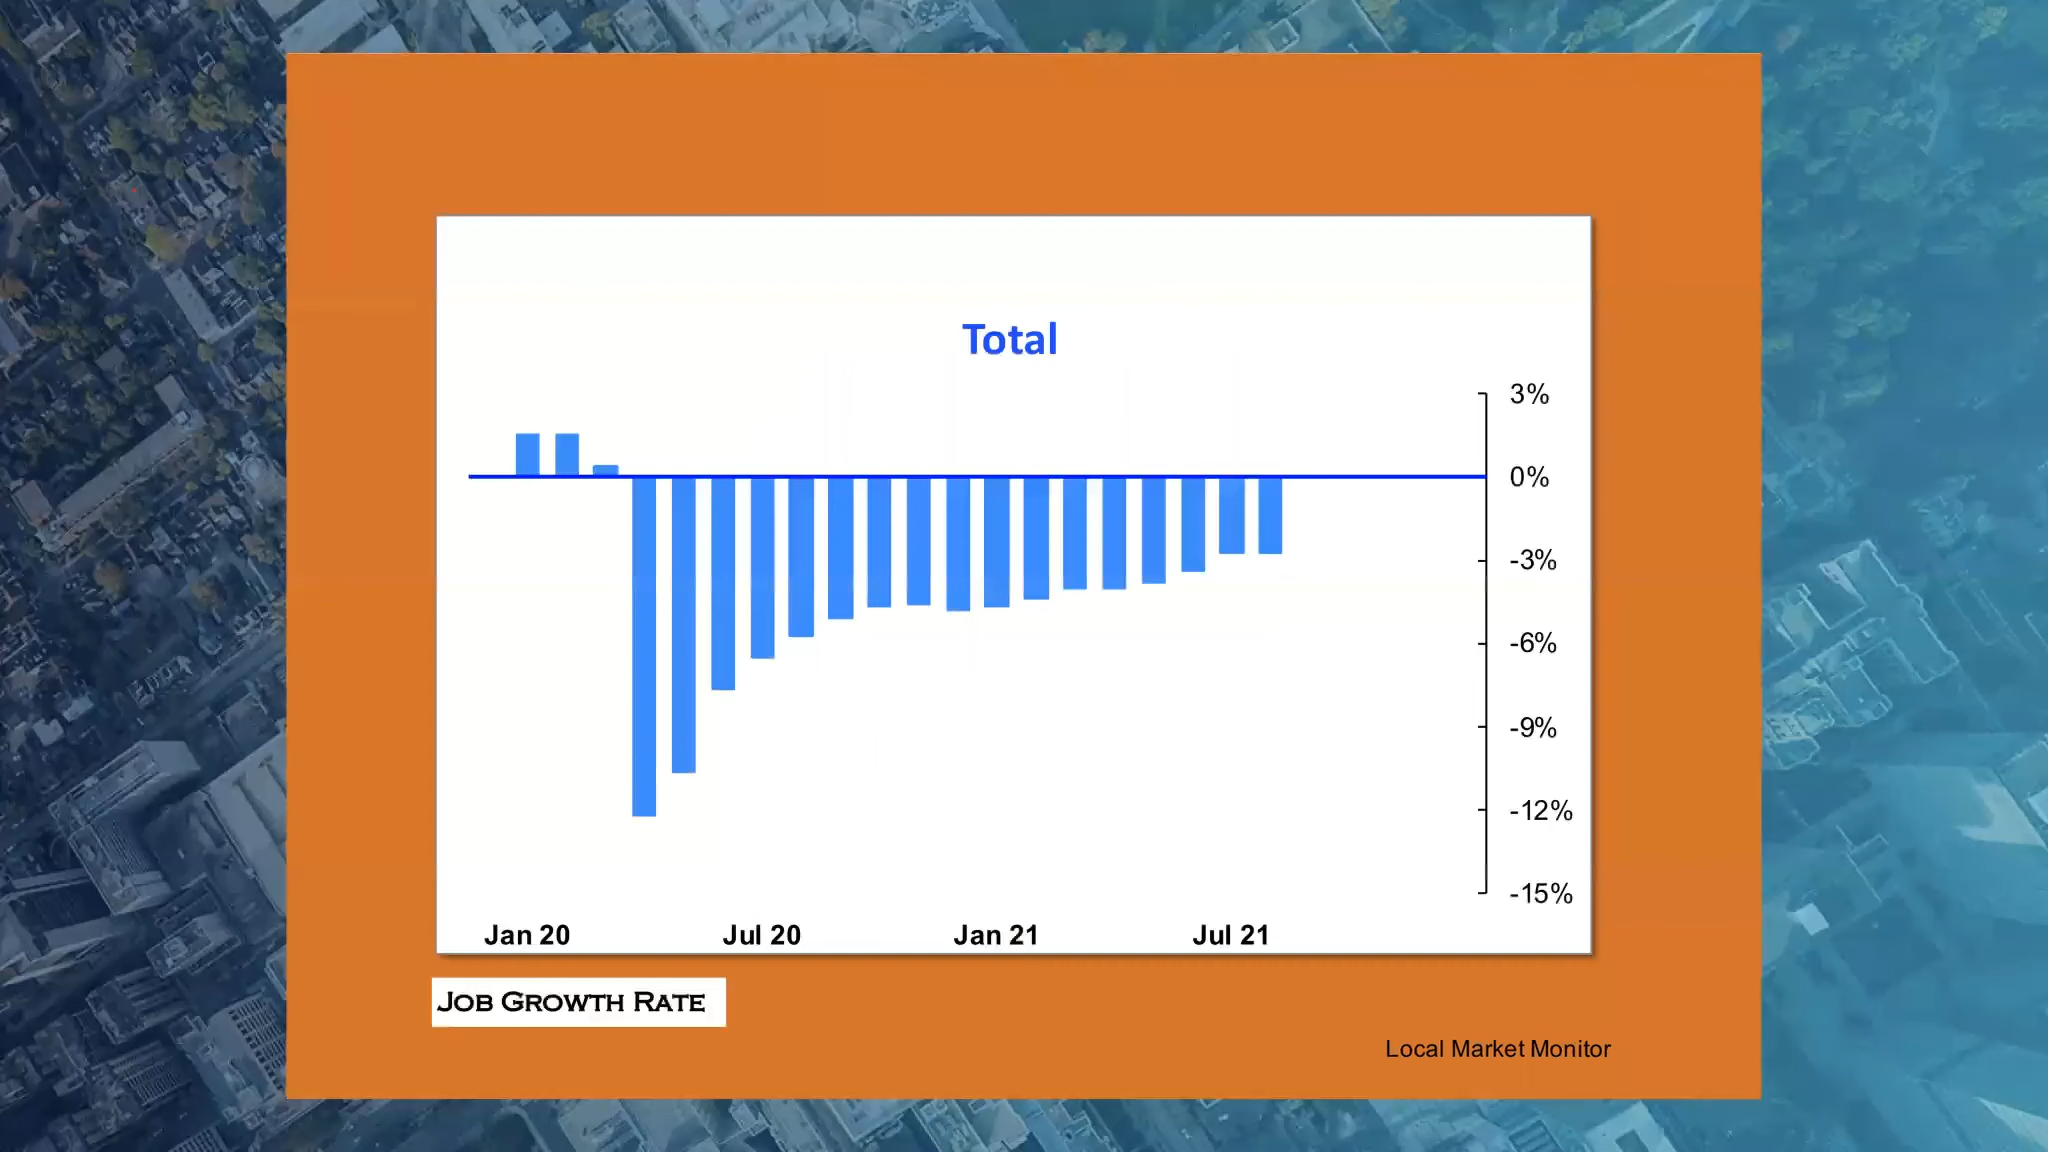 Total
3%
0%
-3%
-6%
-9%
-12%
-15%
Jan 20 Jul 20 Jan 21 Jul 21
Job Growth Rate
Local Market Monitor